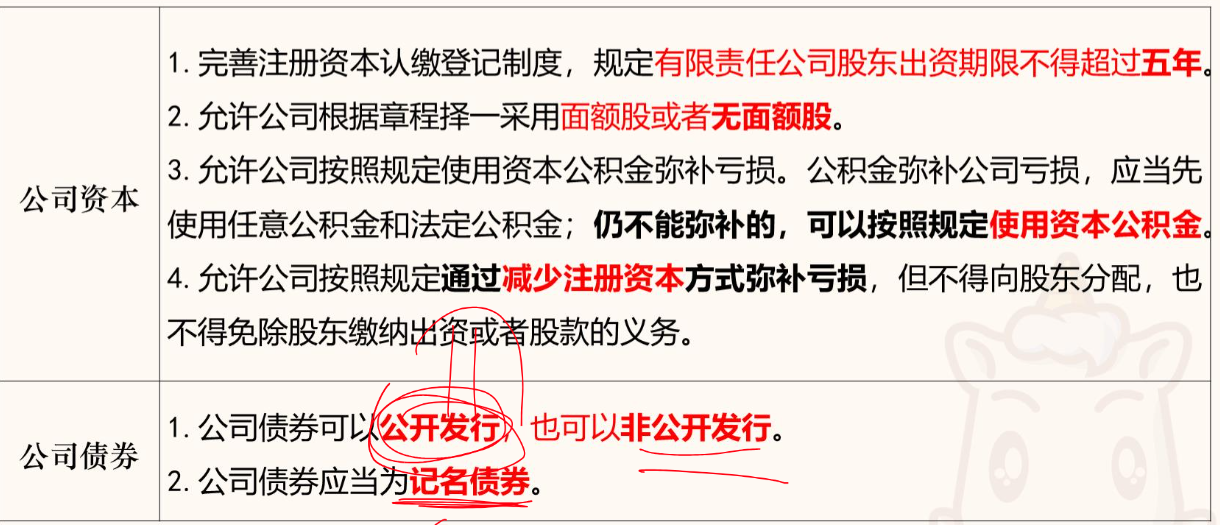 1. 完善注册资本认缴登记制度，规定有限责任公司股东出资期限不得超过五年。
2. 允许公司根据章程择一采用面额股或者无面额股。
公司资本
3. 允许公司按照规定使用资本公积金弥补亏损。公积金弥补公司亏损，应当先
使用任意公积金和法定公积金；仍不能弥补的，可以按照规定使用资本公积金。
4. 允许公司按照规定通过减少注册资本方式弥补亏损，但不得向股东分配，也
不得免除股东缴纳出资或者股款的义务。
公司债券
1. 公司债券可以公开发行，也可以非公开发行。
2. 公司债券应当为记名债券。